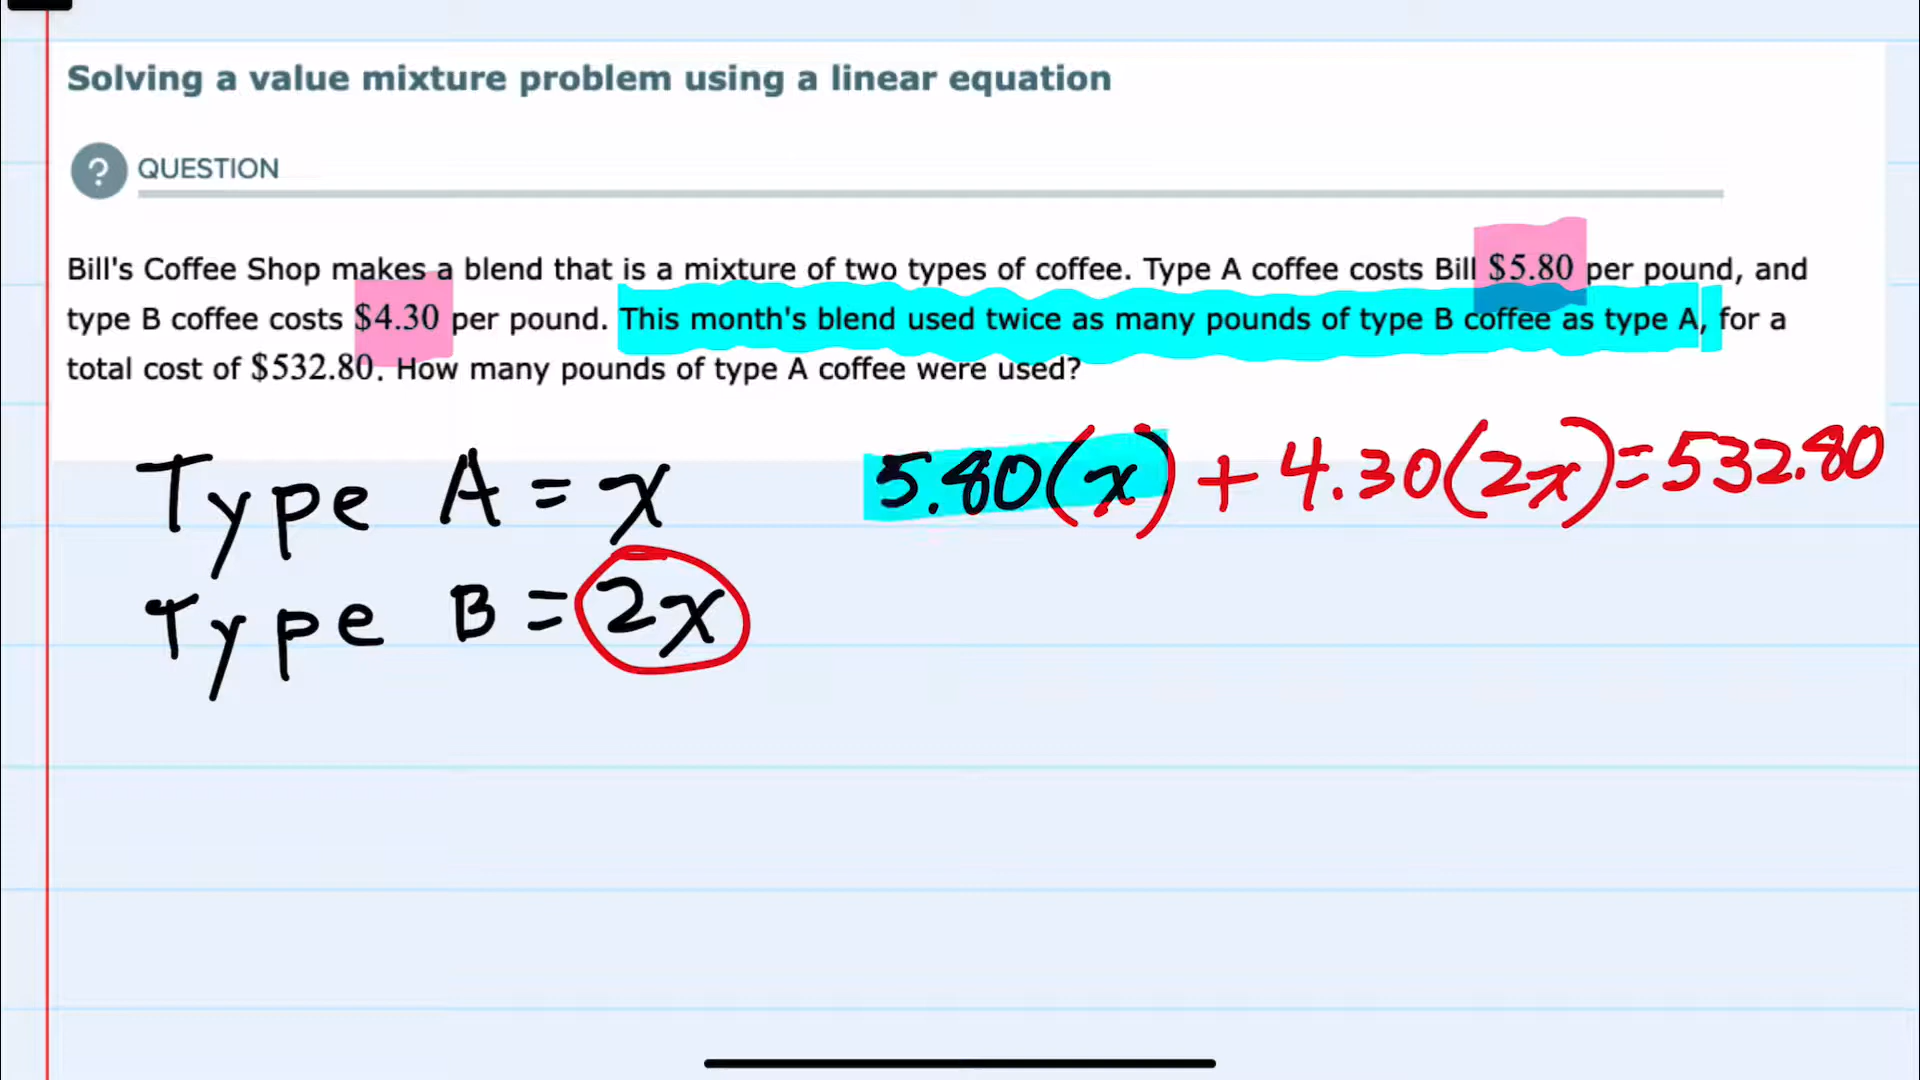 Solving a value mixture problem using a linear equation
? QUESTION
Bill's Coffee Shop makes a blend that is a mixture of two types of coffee. Type A coffee costs Bill $5.80 per pound, and
type B coffee costs $4.30 per pound. This month's blend used twice as many pounds of type B coffee as type A, for a
total cost of $532.80. How many pounds of type A coffee were used?
Type A = x
5.80(x) + 4.30(2x) = 532.80
Type B = 2x